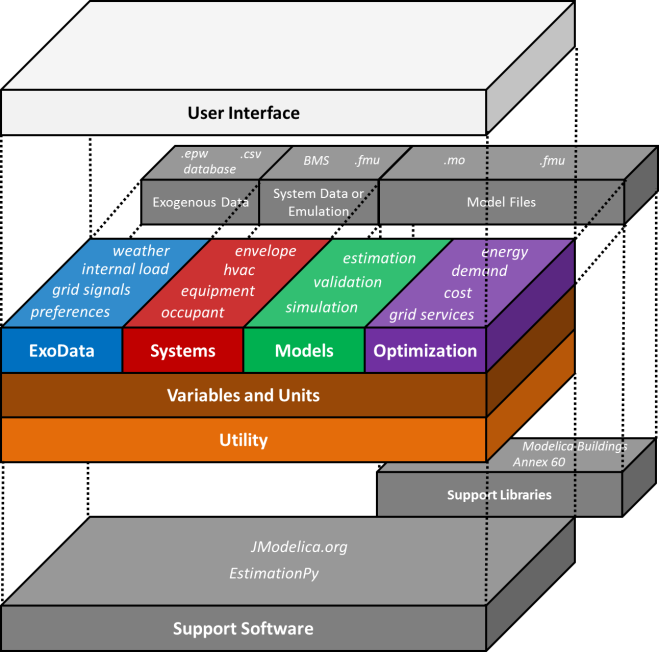 User Interface
.epw .csv
database
BMS .fmu
.mo .fmu
Exogenous Data
System Data or
Emulation
Model Files
weather
internal load
grid signals
preferences
envelope
hvac
equipment
occupant
estimation
validation
simulation
energy
demand
cost
grid services
ExoData
Systems
Models
Optimization
Variables and Units
Utility
Modelica Buildings
Annex 60
Support Libraries
JModelica.org
EstimationPy
Support Software